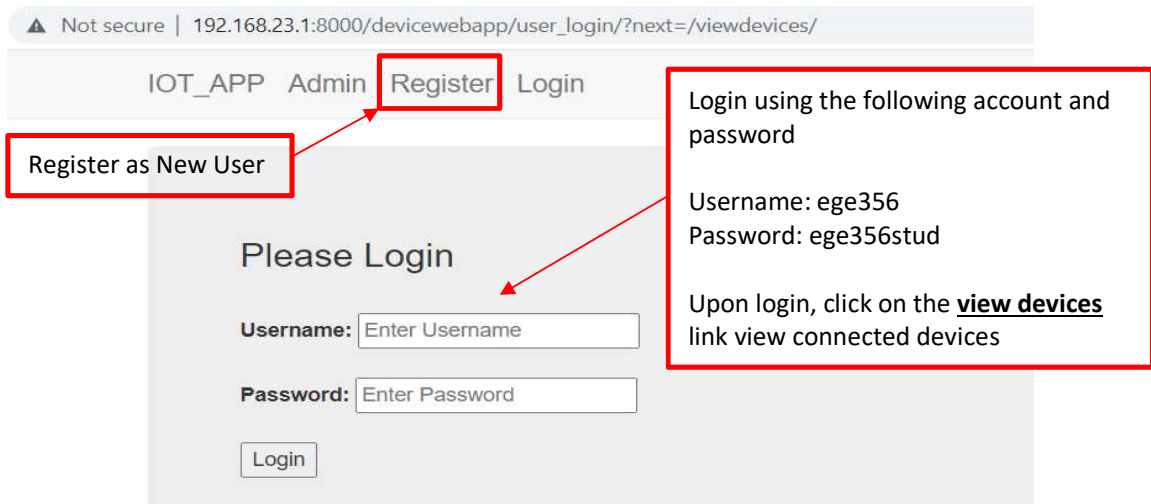 Not secure | 192.168.23.1:8000/devicewebapp/user_login/?next=/viewdevices/
IOT_APP Admin Register Login
Register as New User
Login using the following account and
password
Username: ege356
Password: ege356stud
Upon login, click on the view devices
link view connected devices
Please Login
Username: Enter Username
Password: Enter Password
Login